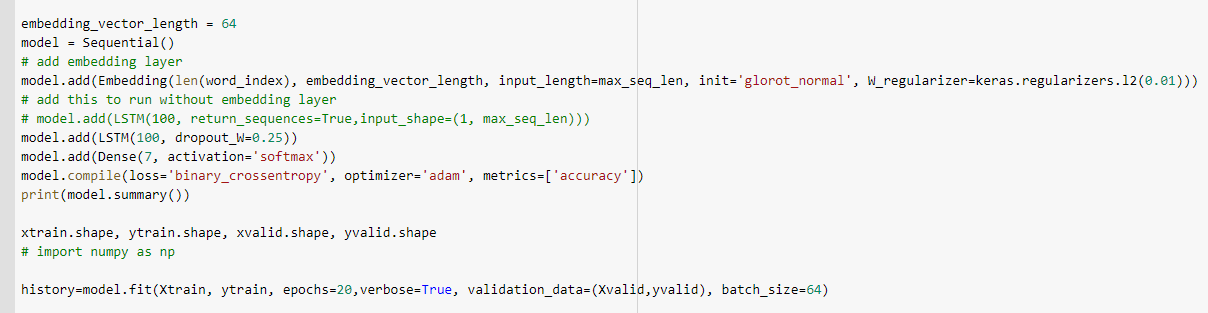 embedding_vector_length = 64
model = Sequential()
# add embedding layer
model.add(Embedding(len(word_index), embedding_vector_length, input_length=max_seq_len, init='glorot_normal', W_regularizer=keras.regularizers.l2(0.01)))
# add this to run without embedding layer
# model.add(LSTM(100, return_sequences=True,input_shape=(1, max_seq_len)))
model.add(LSTM(100, dropout_W=0.25))
model.add(Dense(7, activation='softmax'))
model.compile(loss='binary_crossentropy', optimizer='adam', metrics=['accuracy'])
print(model.summary())
xtrain.shape, ytrain.shape, xvalid.shape, yvalid.shape
# import numpy as np
history=model.fit(Xtrain, ytrain, epochs=20,verbose=True, validation_data=(Xvalid,yvalid), batch_size=64)